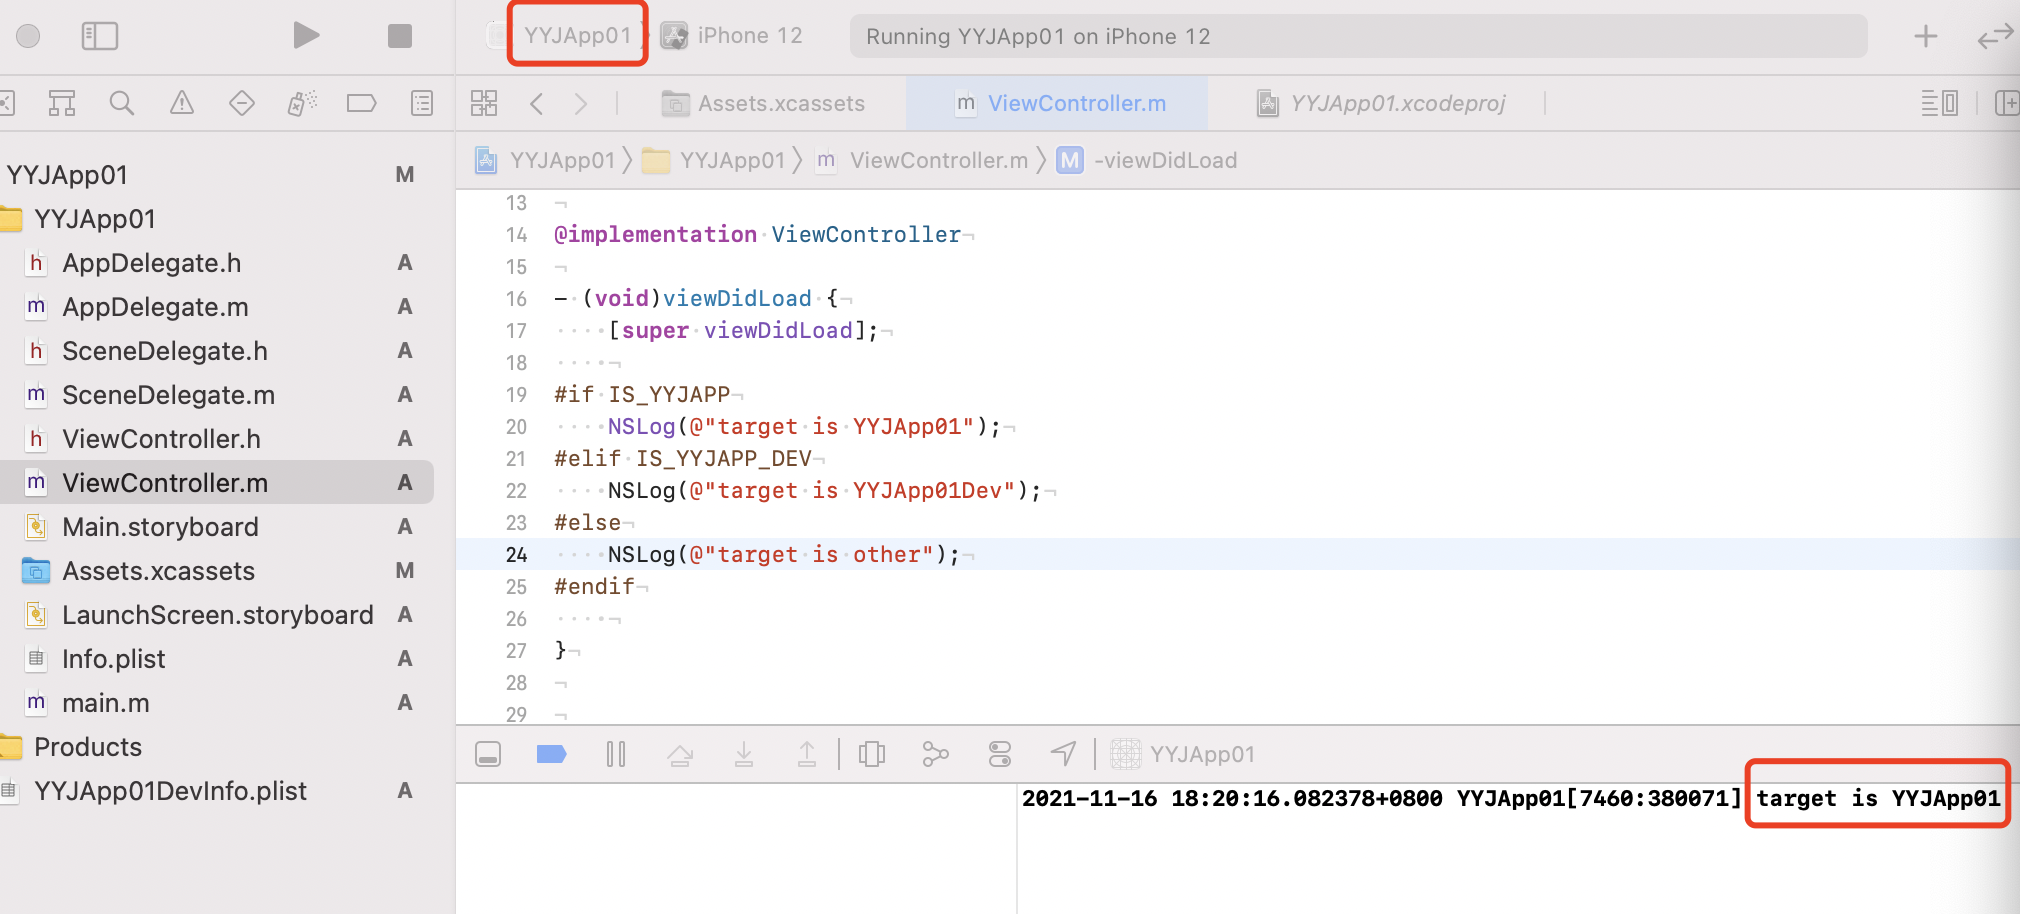 YYJApp01
iPhone 12
Running YYJApp01 on iPhone 12
Assets.xcassets
m ViewController.m
YYJApp01.xcodeproj
YYJApp01
YYJApp01
m ViewController.m
M -viewDidLoad
YYJApp01 M
YYJApp01
h AppDelegate.h A
m AppDelegate.m A
h SceneDelegate.h A
m SceneDelegate.m A
h ViewController.h A
m ViewController.m A
Main.storyboard A
Assets.xcassets M
LaunchScreen.storyboard A
Info.plist A
m main.m A
Products
YYJApp01DevInfo.plist A
13
14 @implementation ViewController
15
16 - (void)viewDidLoad {
17 [super viewDidLoad];
18
19 #if IS_YYJAPP
20 NSLog(@"target is YYJApp01");
21 #elif IS_YYJAPP_DEV
22 NSLog(@"target is YYJApp01Dev");
23 #else
24 NSLog(@"target is other");
25 #endif
26
27 }
28
29
YYJApp01
2021-11-16 18:20:16.082378+0800 YYJApp01[7460:380071] target is YYJApp01